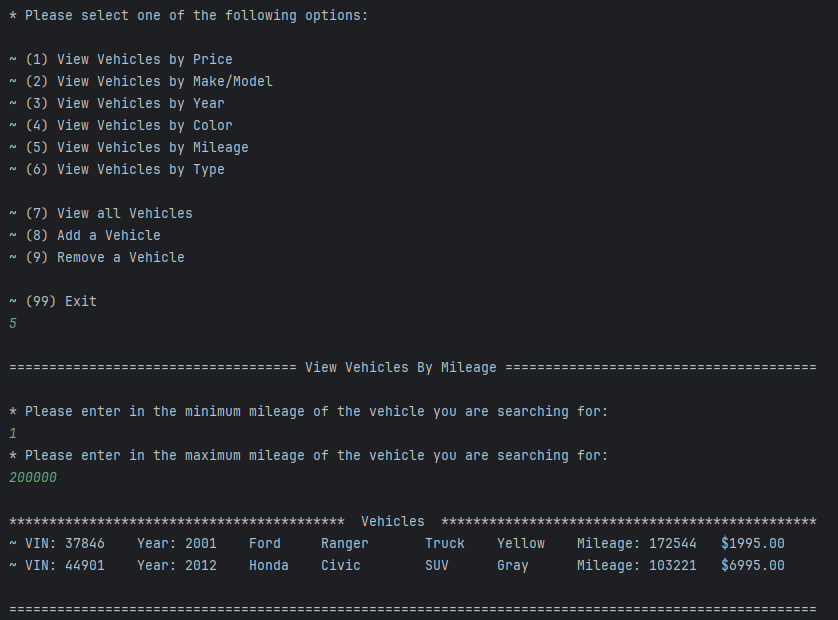 * Please select one of the following options:
~ (1) View Vehicles by Price
~ (2) View Vehicles by Make/Model
~ (3) View Vehicles by Year
~ (4) View Vehicles by Color
~ (5) View Vehicles by Mileage
~ (6) View Vehicles by Type
~ (7) View all Vehicles
~ (8) Add a Vehicle
~ (9) Remove a Vehicle
~ (99) Exit
5
==================================== View Vehicles By Mileage =======================================
* Please enter in the minimum mileage of the vehicle you are searching for:
1
* Please enter in the maximum mileage of the vehicle you are searching for:
200000
******************************************  Vehicles  ***********************************************
~ VIN: 37846    Year: 2001    Ford     Ranger       Truck    Yellow    Mileage: 172544   $1995.00
~ VIN: 44901    Year: 2012    Honda    Civic        SUV      Gray      Mileage: 103221   $6995.00
=====================================================================================================